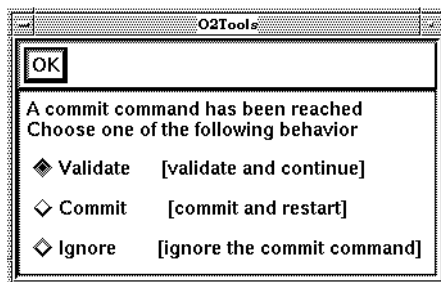 O2Tools
OK
A commit command has been reached
Choose one of the following behavior
Validate [validate and continue]
Commit [commit and restart]
Ignore [ignore the commit command]